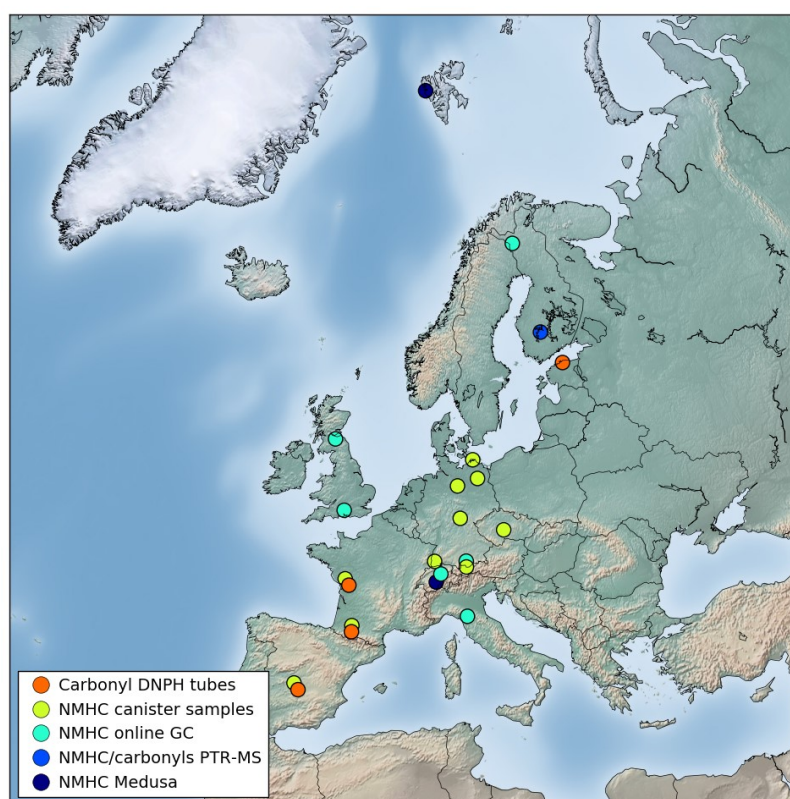 Carbonyl DNPH tubes
NMHC canister samples
NMHC online GC
NMHC/carbonyls PTR-MS
NMHC Medusa